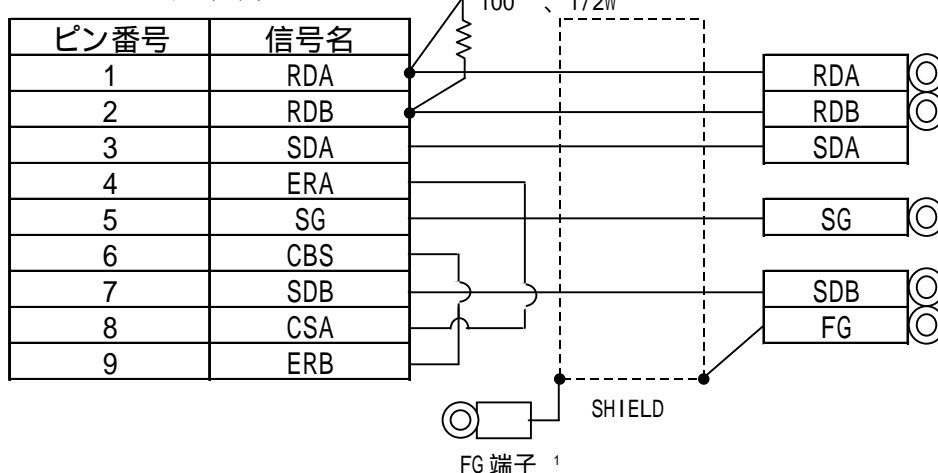 100 、1/2W
ピン番号 信号名
1 RDA RDA
2 RDB RDB
3 SDA SDA
4 ERA
5 SG SG
6 CBS
7 SDB SDB
8 CSA FG
9 ERB
SHIELD
FG 端子 1